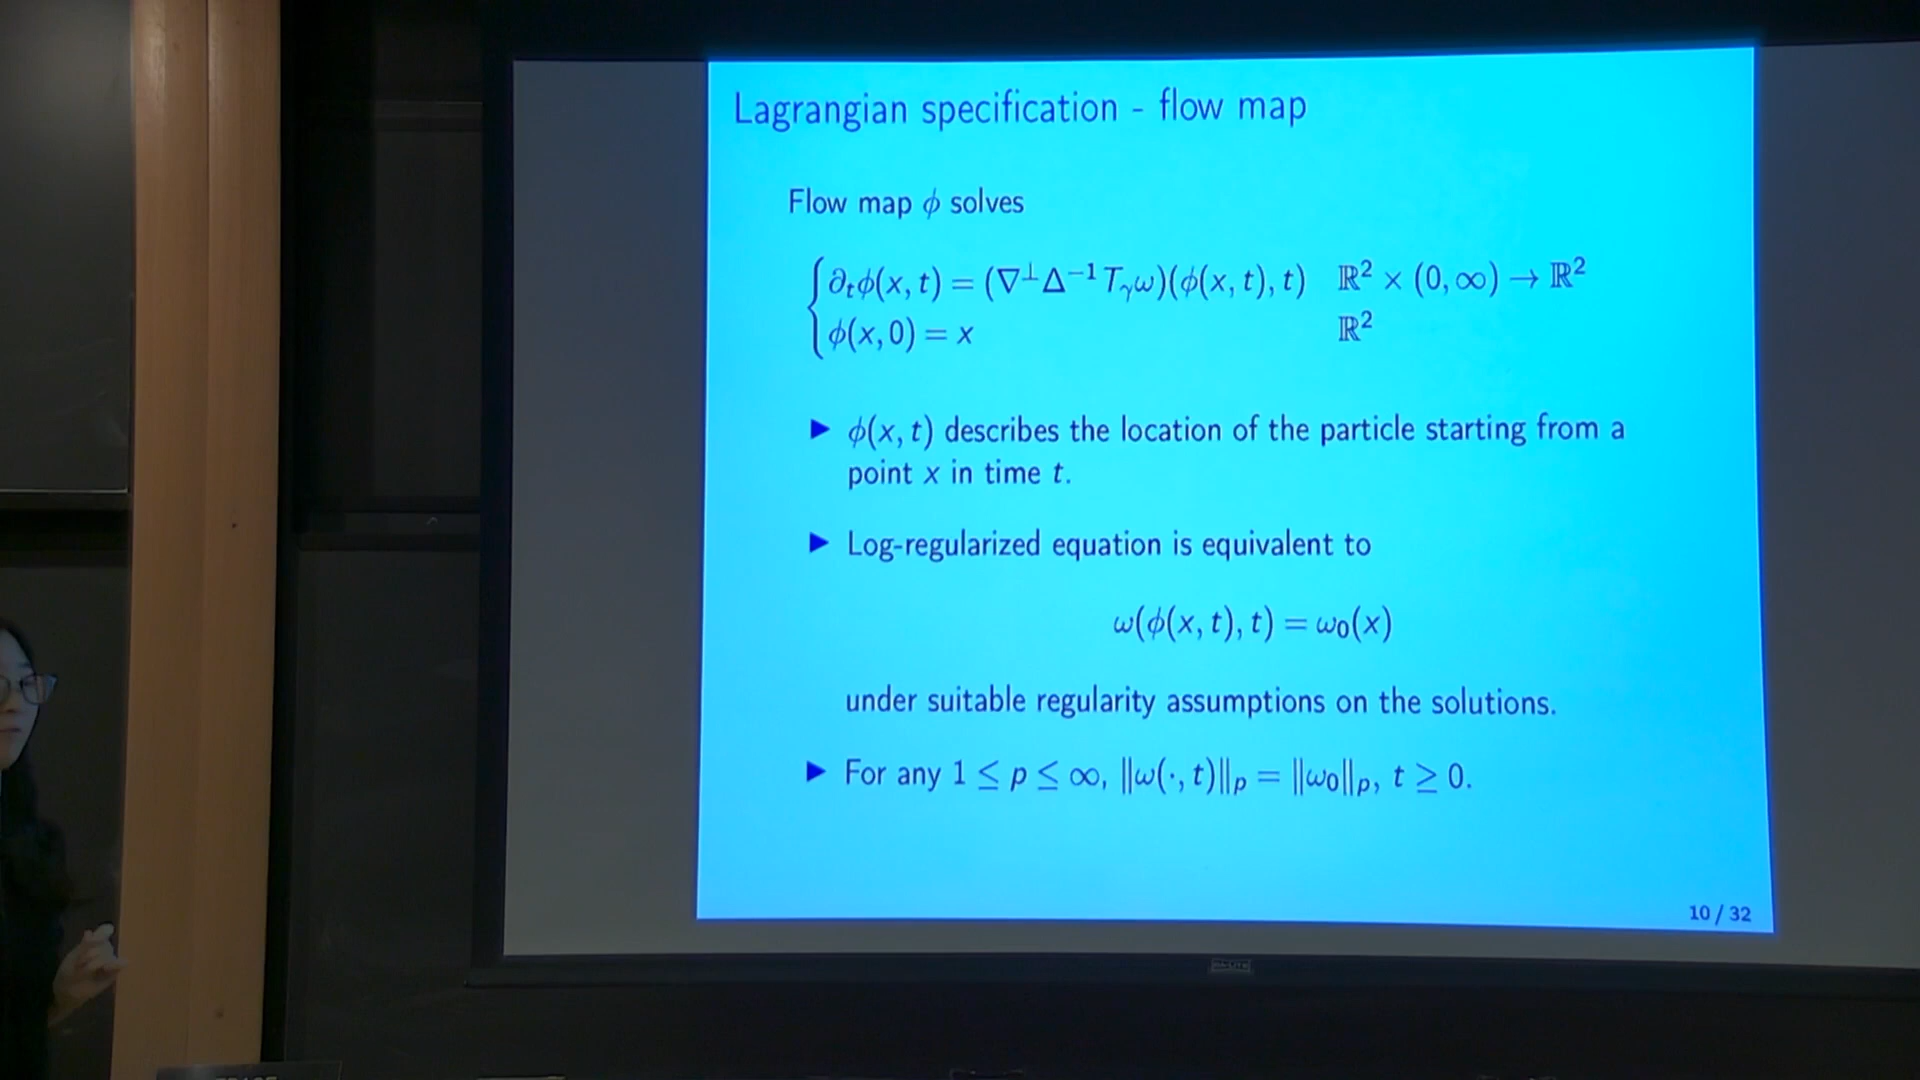 Lagrangian specification - flow map
Flow map ϕ solves
∂ₜϕ(x, t) = (∇⊥Δ⁻¹Tᵧω)(ϕ(x, t), t) ℝ² × (0, ∞) → ℝ²
ϕ(x, 0) = x ℝ²
▶ ϕ(x, t) describes the location of the particle starting from a
point x in time t.
▶ Log-regularized equation is equivalent to
ω(ϕ(x, t), t) = ω₀(x)
under suitable regularity assumptions on the solutions.
▶ For any 1 ≤ p ≤ ∞, ‖ω(·, t)‖ₚ = ‖ω₀‖ₚ, t ≥ 0.
10 / 32